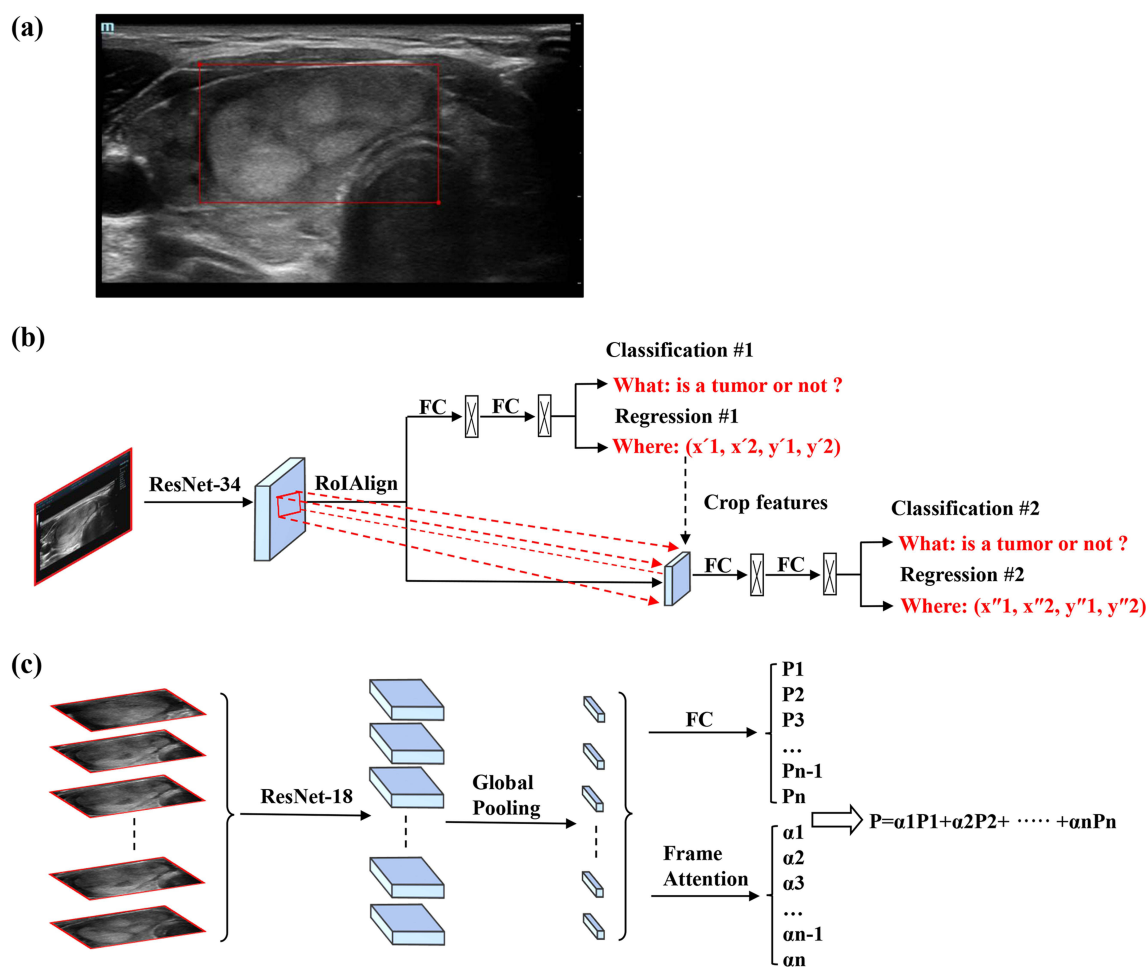 (a)
m
(b)
Classification #1
What: is a tumor or not ?
FC
FC
Regression #1
Where: (x′1, x′2, y′1, y′2)
ResNet-34
RoIAlign
Crop features
Classification #2
What: is a tumor or not ?
FC
FC
Regression #2
Where: (x″1, x″2, y″1, y″2)
(c)
P1
P2
P3
...
Pn-1
Pn
FC
ResNet-18
Global
Pooling
P=α1P1+α2P2+ ······ +αnPn
Frame
Attention
α1
α2
α3
...
αn-1
αn